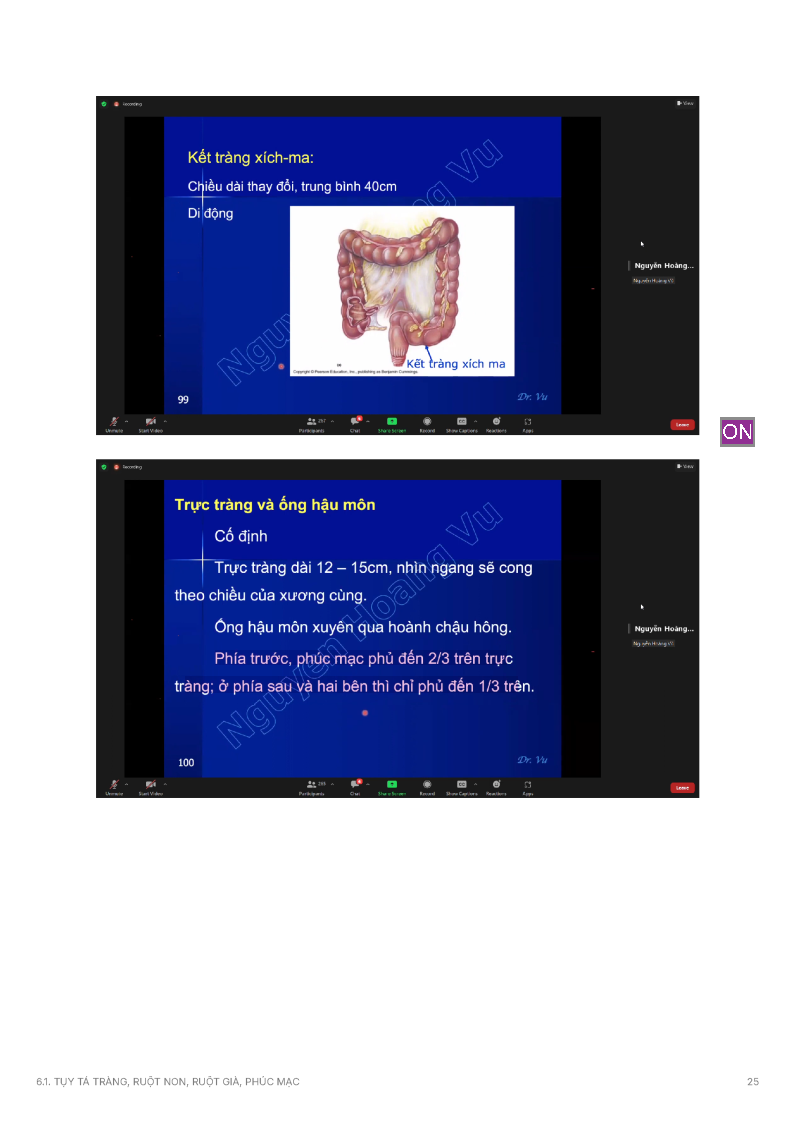 Recording
View
Kết tràng xích-ma:
Chiều dài thay đổi, trung bình 40cm
Di động
Kết tràng xích ma
Copyright © Pearson Education, Inc., publishing as Benjamin Cummings.
99
Dr. Vu
Nguyễn Hoàng...
Nguyễn Hoàng Vũ
Unmute
Start Video
Participants
Chat
Share Screen
Record
Show Captions
Reactions
Apps
Leave
ON
Recording
View
Trực tràng và ống hậu môn
Cố định
Trực tràng dài 12 – 15cm, nhìn ngang sẽ cong
theo chiều của xương cùng.
Ống hậu môn xuyên qua hoành chậu hông.
Phía trước, phúc mạc phủ đến 2/3 trên trực
tràng; ở phía sau và hai bên thì chỉ phủ đến 1/3 trên.
Nguyen Hoang Vu
100
Dr. Vu
Nguyễn Hoàng...
Nguyễn Hoàng Vũ
Unmute
Start Video
Participants
Chat
Share Screen
Record
Show Captions
Reactions
Apps
Leave
6.1. TỤY TÁ TRÀNG, RUỘT NON, RUỘT GIÀ, PHÚC MẠC
25